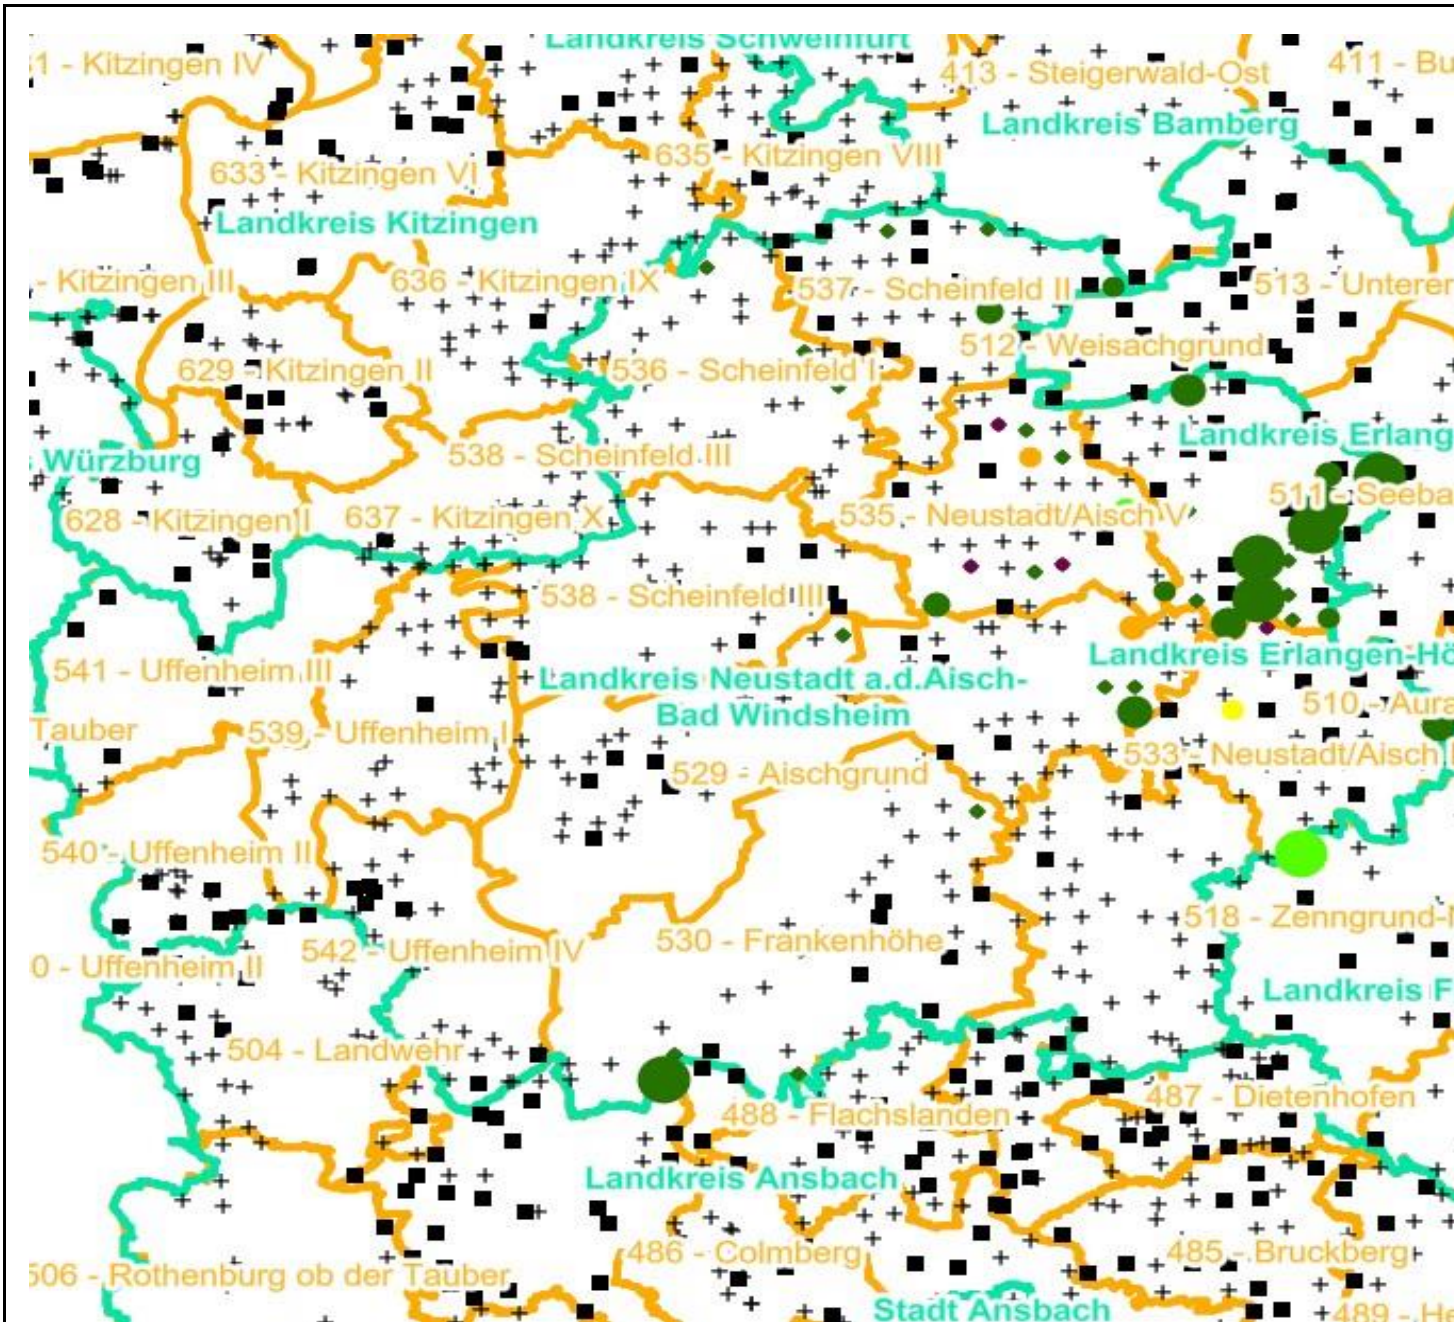 Landkreis Schweinfurt
1 - Kitzingen IV
413 - Steigerwald-Ost
411 - Bu
Landkreis Bamberg
635 - Kitzingen VIII
633 - Kitzingen VI
Landkreis Kitzingen
- Kitzingen III
636 - Kitzingen IX
537 - Scheinfeld II
513 - Unterer
512 - Weisachgrund
629 - Kitzingen II
536 - Scheinfeld I
Landkreis Erlang
s Würzburg
538 - Scheinfeld III
511 - Seeba
628 - Kitzingen I
637 - Kitzingen X
535 - Neustadt/Aisch V
538 - Scheinfeld III
Landkreis Erlangen-Hö
541 - Uffenheim III
Landkreis Neustadt a.d.Aisch-
Bad Windsheim
510 - Aura
Tauber
539 - Uffenheim I
533 - Neustadt/Aisch
529 - Aischgrund
540 - Uffenheim II
518 - Zenngrund-
530 - Frankenhöhe
542 - Uffenheim IV
0 - Uffenheim II
Landkreis F
504 - Landwehr
487 - Dietenhofen
488 - Flachslanden
Landkreis Ansbach
486 - Colmberg
485 - Bruckberg
506 - Rothenburg ob der Tauber
Stadt Ansbach
489 - He